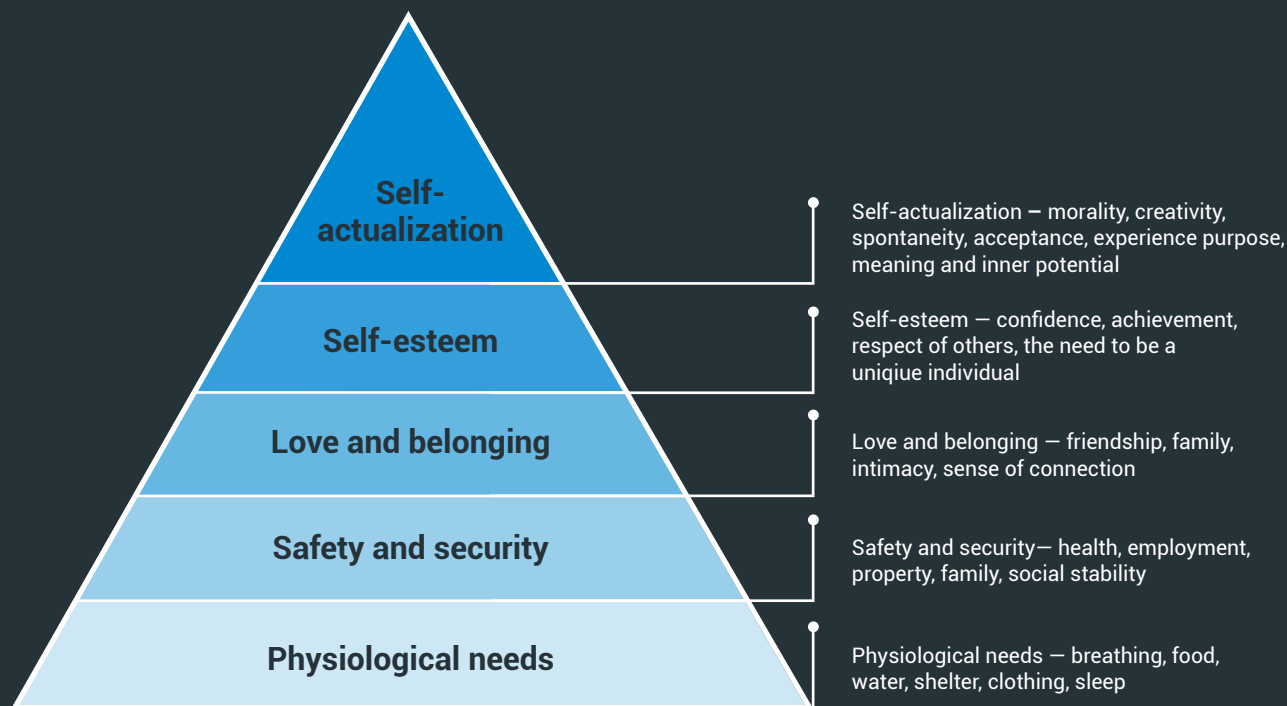 Self-
actualization
Self-actualization – morality, creativity,
spontaneity, acceptance, experience purpose,
meaning and inner potential
Self-esteem
Self-esteem — confidence, achievement,
respect of others, the need to be a
uniqiue individual
Love and belonging
Love and belonging — friendship, family,
intimacy, sense of connection
Safety and security
Safety and security— health, employment,
property, family, social stability
Physiological needs
Physiological needs — breathing, food,
water, shelter, clothing, sleep